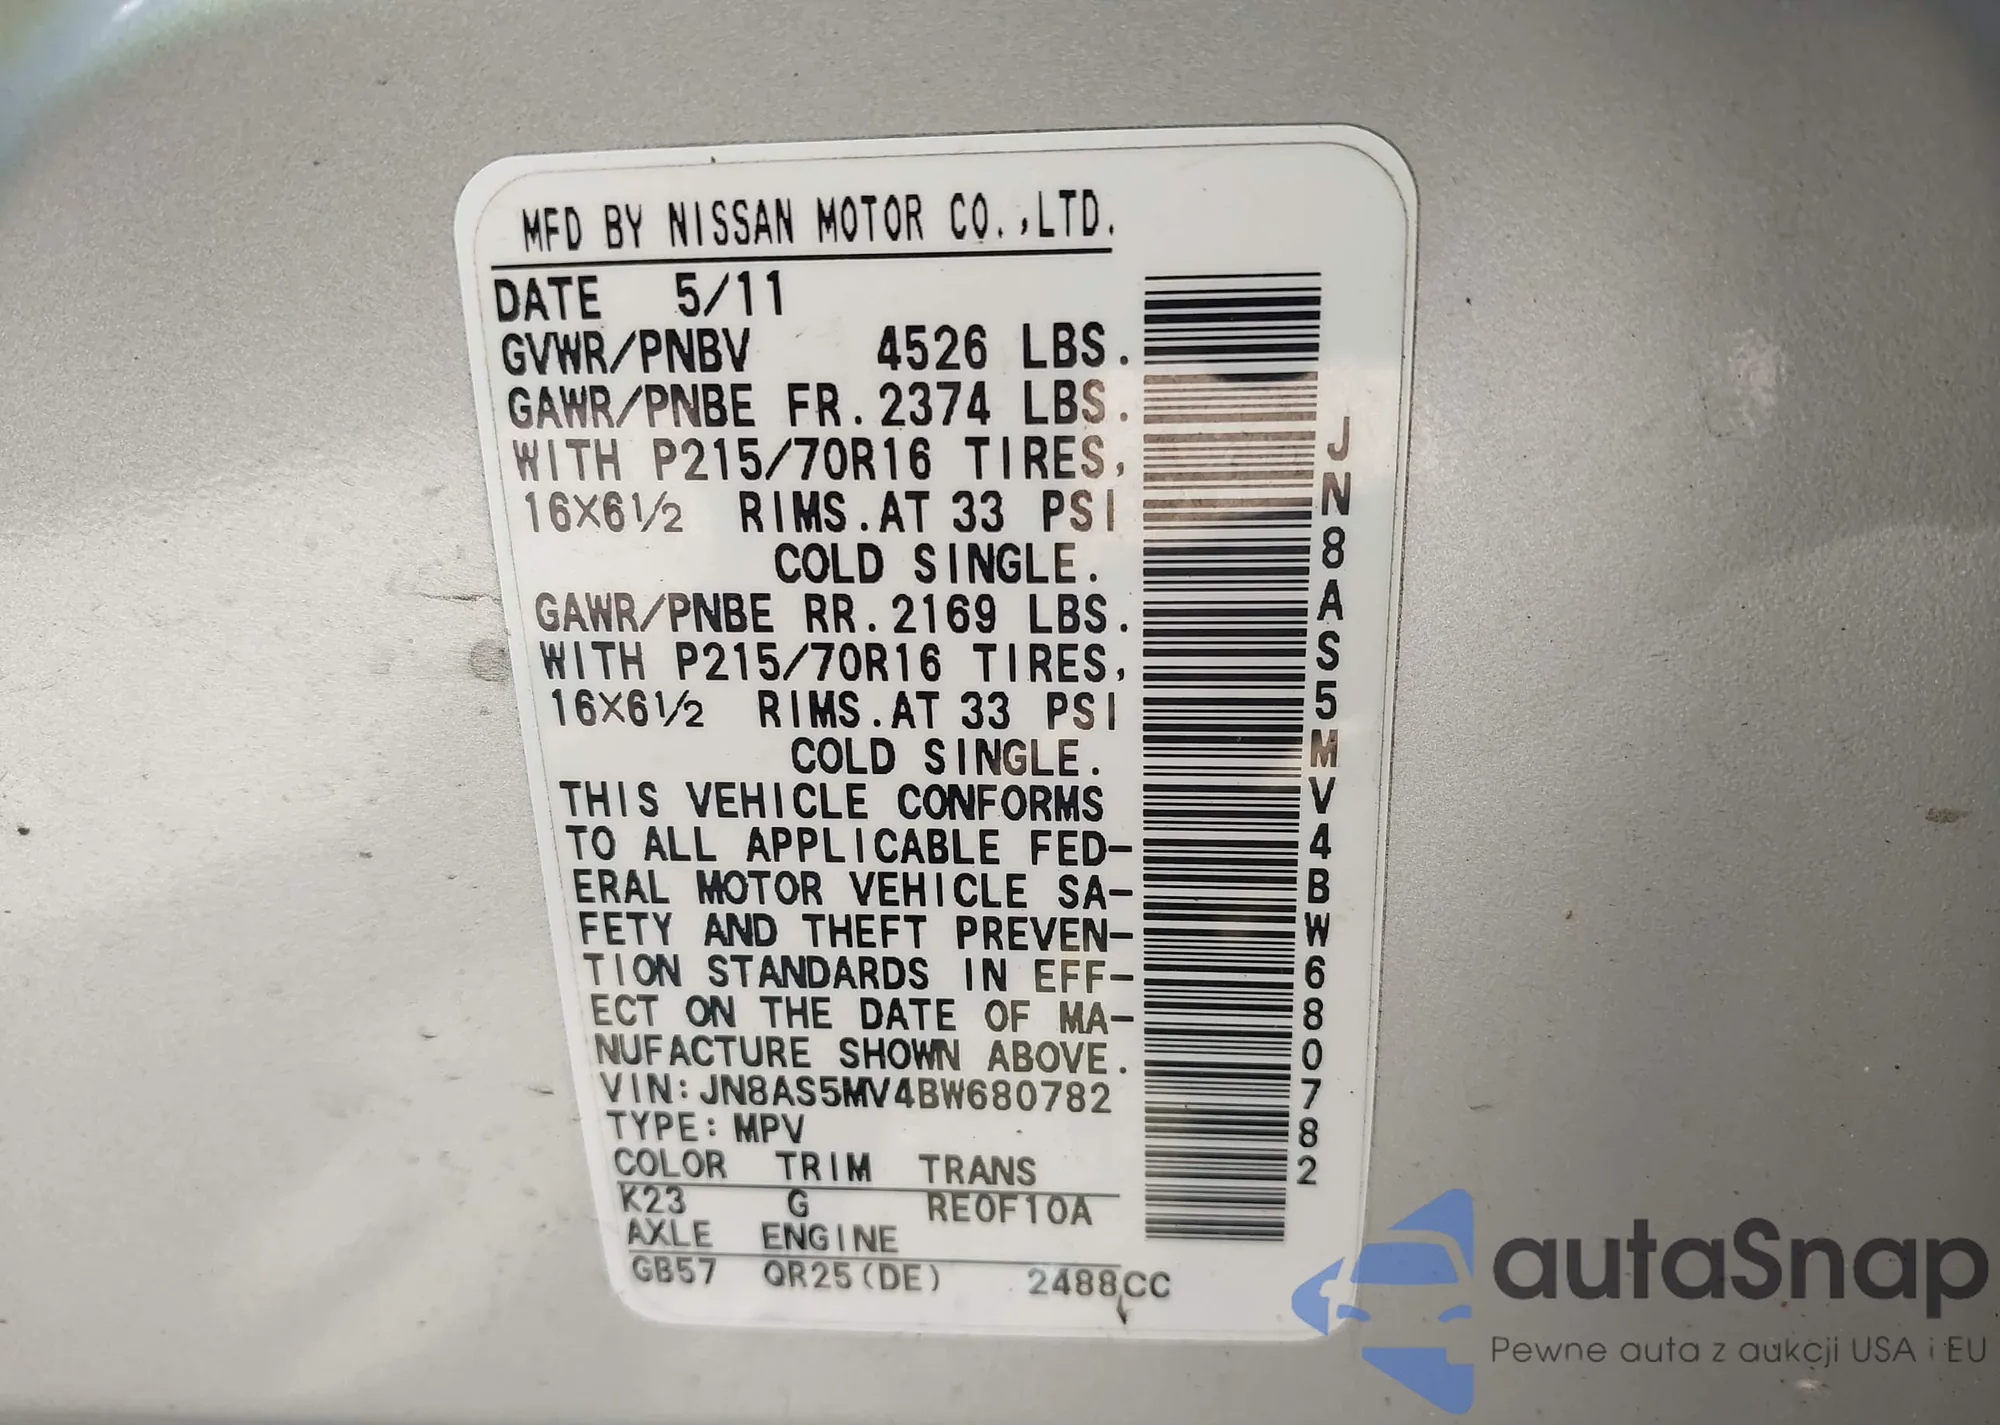 MFD BY NISSAN MOTOR CO.,LTD.
DATE 5/11
GVWR/PNBV 4526 LBS.
GAWR/PNBE FR. 2374 LBS.
WITH P215/70R16 TIRES,
16X6½ RIMS. AT 33 PSI
COLD SINGLE.
GAWR/PNBE RR. 2169 LBS.
WITH P215/70R16 TIRES,
16X6½ RIMS. AT 33 PSI
COLD SINGLE.
THIS VEHICLE CONFORMS
TO ALL APPLICABLE FED-
ERAL MOTOR VEHICLE SA-
FETY AND THEFT PREVEN-
TION STANDARDS IN EFF-
ECT ON THE DATE OF MA-
NUFACTURE SHOWN ABOVE.
VIN: JN8AS5MV4BW680782
TYPE: MPV
COLOR TRIM TRANS
K23 G RE0F10A
AXLE ENGINE
GB57 QR25(DE) 2488CC
JN8AS5MV4BW680782
autaSnap
Pewne auta z aukcji USA i EU